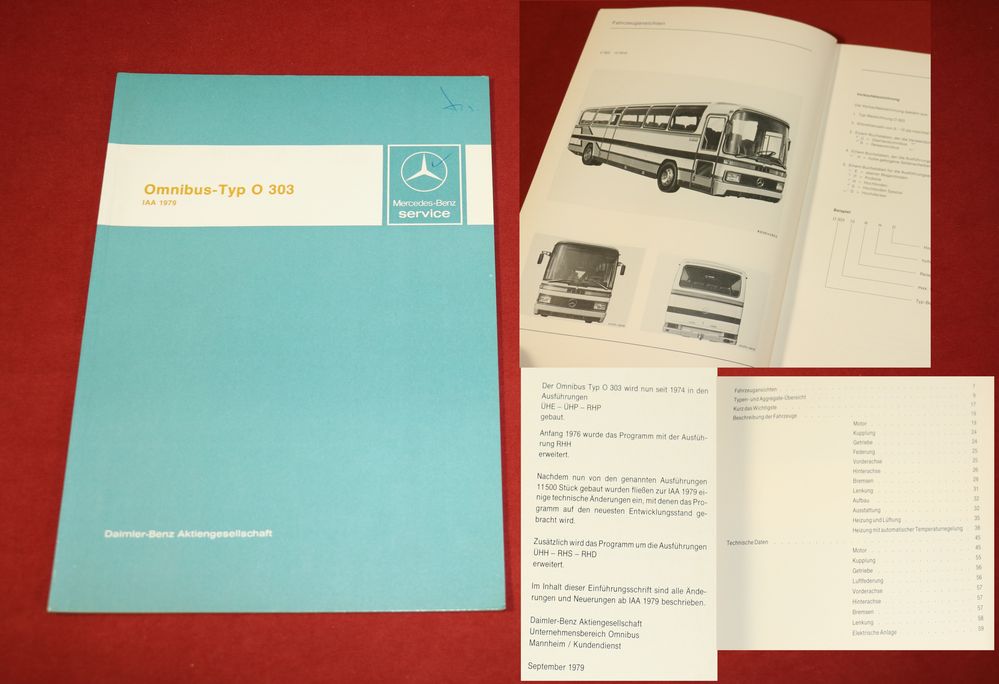 Omnibus-Typ O 303
IAA 1979
Mercedes-Benz
service
Daimler-Benz Aktiengesellschaft
Fahrzeugansichten
Verkaufsbezeichnung
Beispiel
Der Omnibus Typ O 303 wird nun seit 1974 in den
Ausführungen
ÜHE – ÜHP – RHP
gebaut.
Anfang 1976 wurde das Programm mit der Ausfüh-
rung RHH
erweitert.
Nachdem nun von den genannten Ausführungen
11500 Stück gebaut wurden fließen zur IAA 1979 ei-
nige technische Änderungen ein, mit denen das Pro-
gramm auf den neuesten Entwicklungsstand ge-
bracht wird.
Zusätzlich wird das Programm um die Ausführungen
ÜHH – RHS – RHD
erweitert.
Im Inhalt dieser Einführungsschrift sind alle Ände-
rungen und Neuerungen ab IAA 1979 beschrieben.
Daimler-Benz Aktiengesellschaft
Unternehmensbereich Omnibus
Mannheim / Kundendienst
September 1979
Fahrzeugansichten 7
Typen- und Aggregate-Übersicht 9
Kurz das Wichtigste 17
Beschreibung der Fahrzeuge 19
Motor 19
Kupplung 24
Getriebe 24
Federung 25
Vorderachse 25
Hinterachse 26
Bremsen 28
Lenkung 31
Aufbau 32
Ausstattung 32
Heizung und Lüftung 35
Heizung mit automatischer Temperaturregelung 38
Technische Daten 45
Motor 45
Kupplung 55
Getriebe 56
Luftfederung 56
Vorderachse 57
Hinterachse 57
Bremsen 57
Lenkung 58
Elektrische Anlage 59